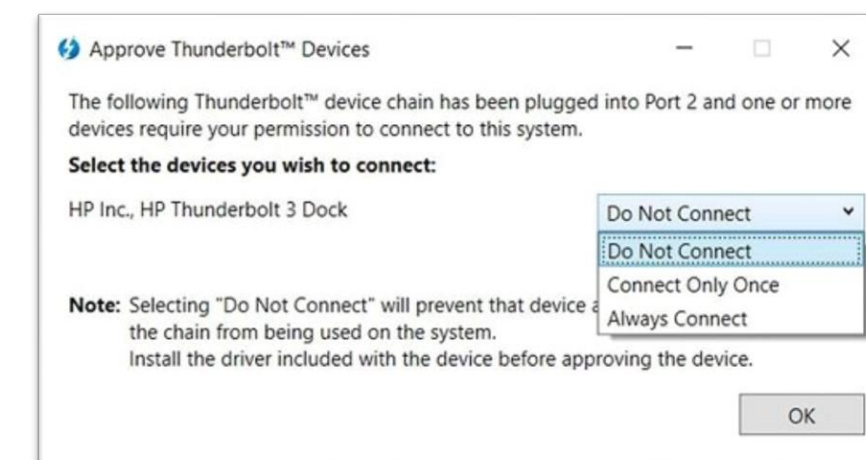 Approve Thunderbolt™ Devices
The following Thunderbolt™ device chain has been plugged into Port 2 and one or more
devices require your permission to connect to this system.
Select the devices you wish to connect:
HP Inc., HP Thunderbolt 3 Dock
Do Not Connect
Do Not Connect
Connect Only Once
Always Connect
Note: Selecting "Do Not Connect" will prevent that device
the chain from being used on the system.
Install the driver included with the device before approving the device.
OK